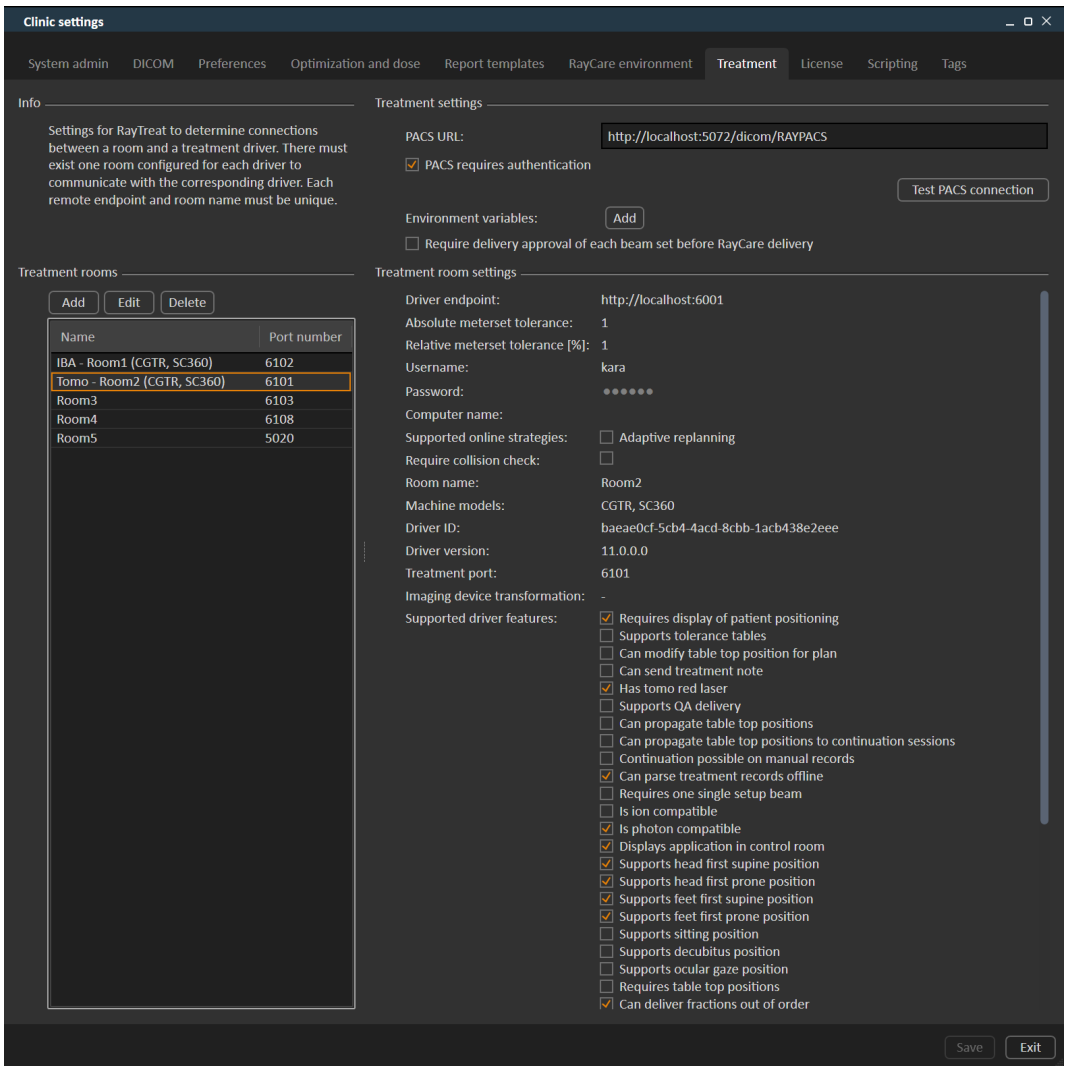 Clinic settings
System admin DICOM Preferences Optimization and dose Report templates RayCare environment Treatment License Scripting Tags
Info
Settings for RayTreat to determine connections
between a room and a treatment driver. There must
exist one room configured for each driver to
communicate with the corresponding driver. Each
remote endpoint and room name must be unique.
Treatment settings
PACS URL: http://localhost:5072/dicom/RAYPACS
PACS requires authentication
Test PACS connection
Environment variables: Add
Require delivery approval of each beam set before RayCare delivery
Treatment rooms
Add Edit Delete
Name Port number
IBA - Room1 (CGTR, SC360) 6102
Tomo - Room2 (CGTR, SC360) 6101
Room3 6103
Room4 6108
Room5 5020
Treatment room settings
Driver endpoint: http://localhost:6001
Absolute meterset tolerance: 1
Relative meterset tolerance [%]: 1
Username: kara
Password: ●●●●●●
Computer name:
Supported online strategies: Adaptive replanning
Require collision check:
Room name: Room2
Machine models: CGTR, SC360
Driver ID: baeae0cf-5cb4-4acd-8cbb-1acb438e2eee
Driver version: 11.0.0.0
Treatment port: 6101
Imaging device transformation: -
Supported driver features: Requires display of patient positioning
Supports tolerance tables
Can modify table top position for plan
Can send treatment note
Has tomo red laser
Supports QA delivery
Can propagate table top positions
Can propagate table top positions to continuation sessions
Continuation possible on manual records
Can parse treatment records offline
Requires one single setup beam
Is ion compatible
Is photon compatible
Displays application in control room
Supports head first supine position
Supports head first prone position
Supports feet first supine position
Supports feet first prone position
Supports sitting position
Supports decubitus position
Supports ocular gaze position
Requires table top positions
Can deliver fractions out of order
Save Exit